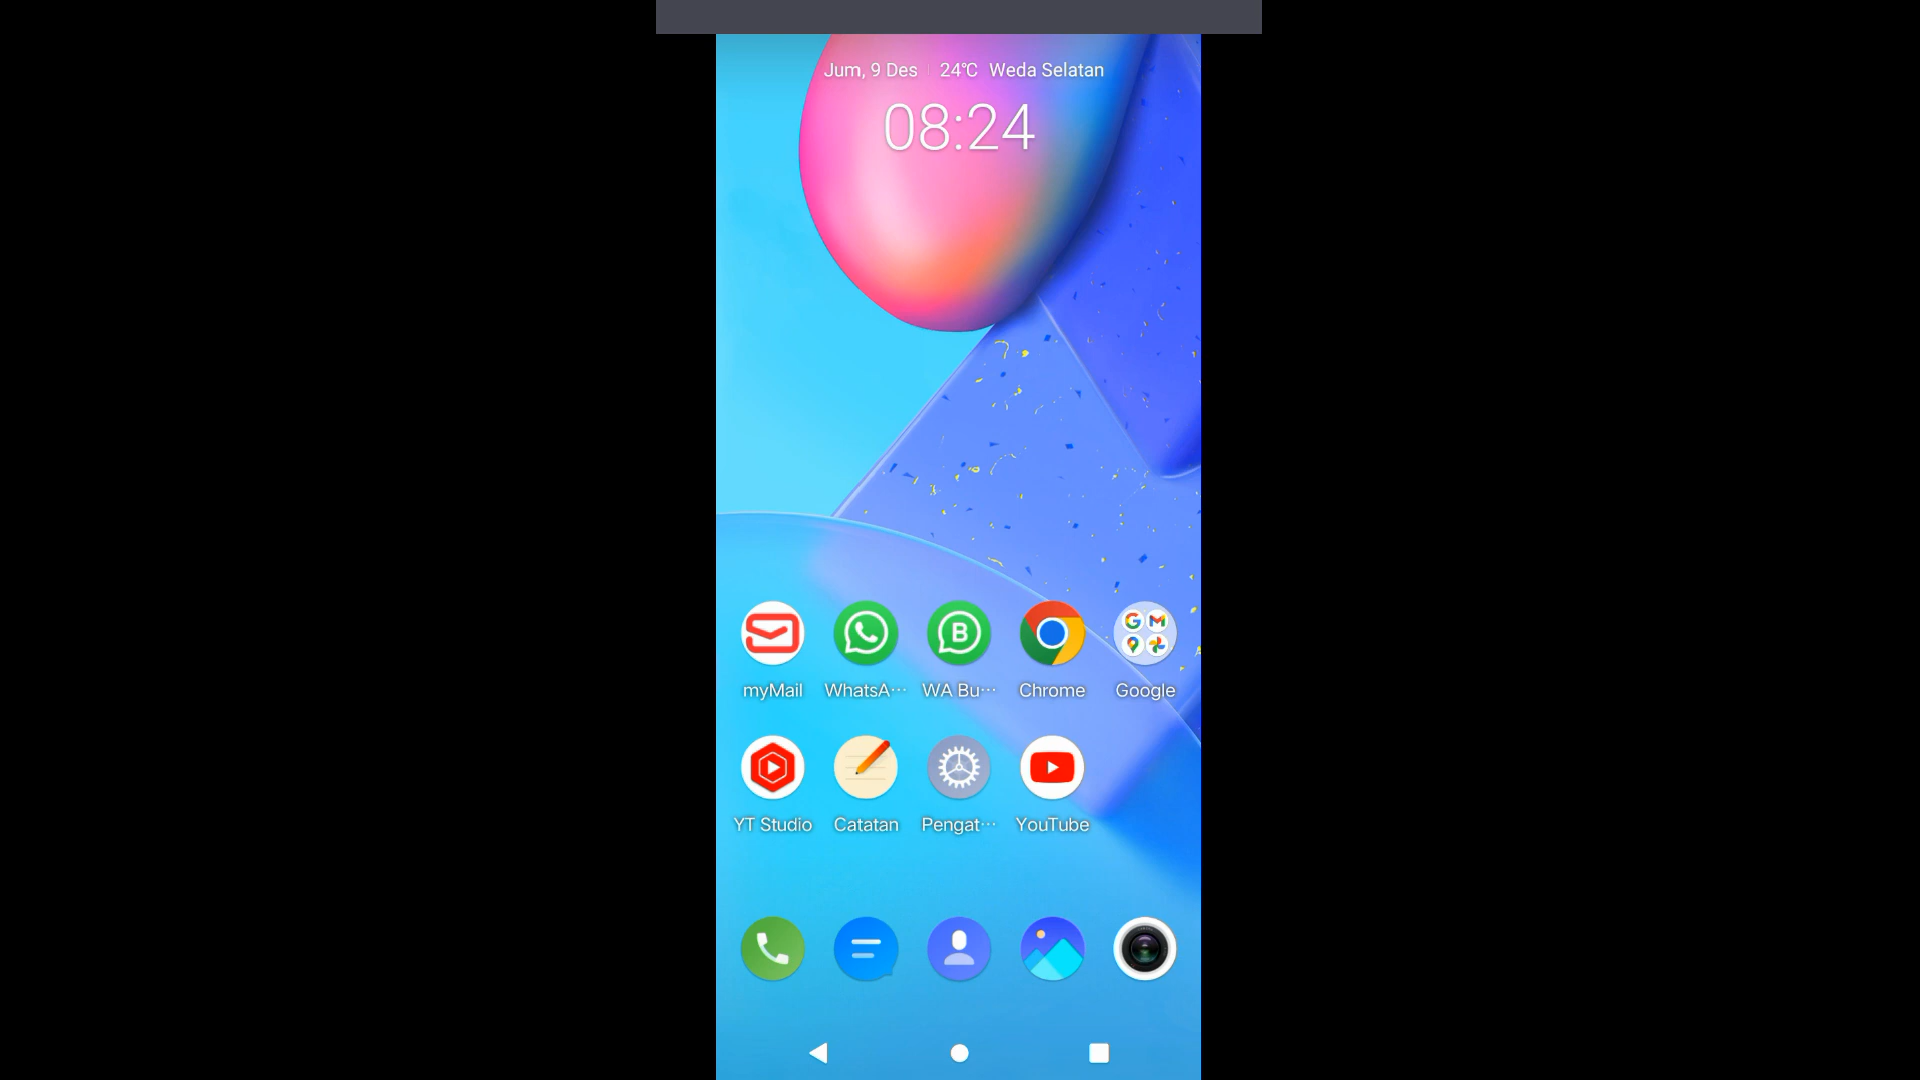 Jum, 9 Des 24°C Weda Selatan
08:24
myMail WhatsA··· WA Bu··· Chrome Google
YT Studio Catatan Pengat··· YouTube